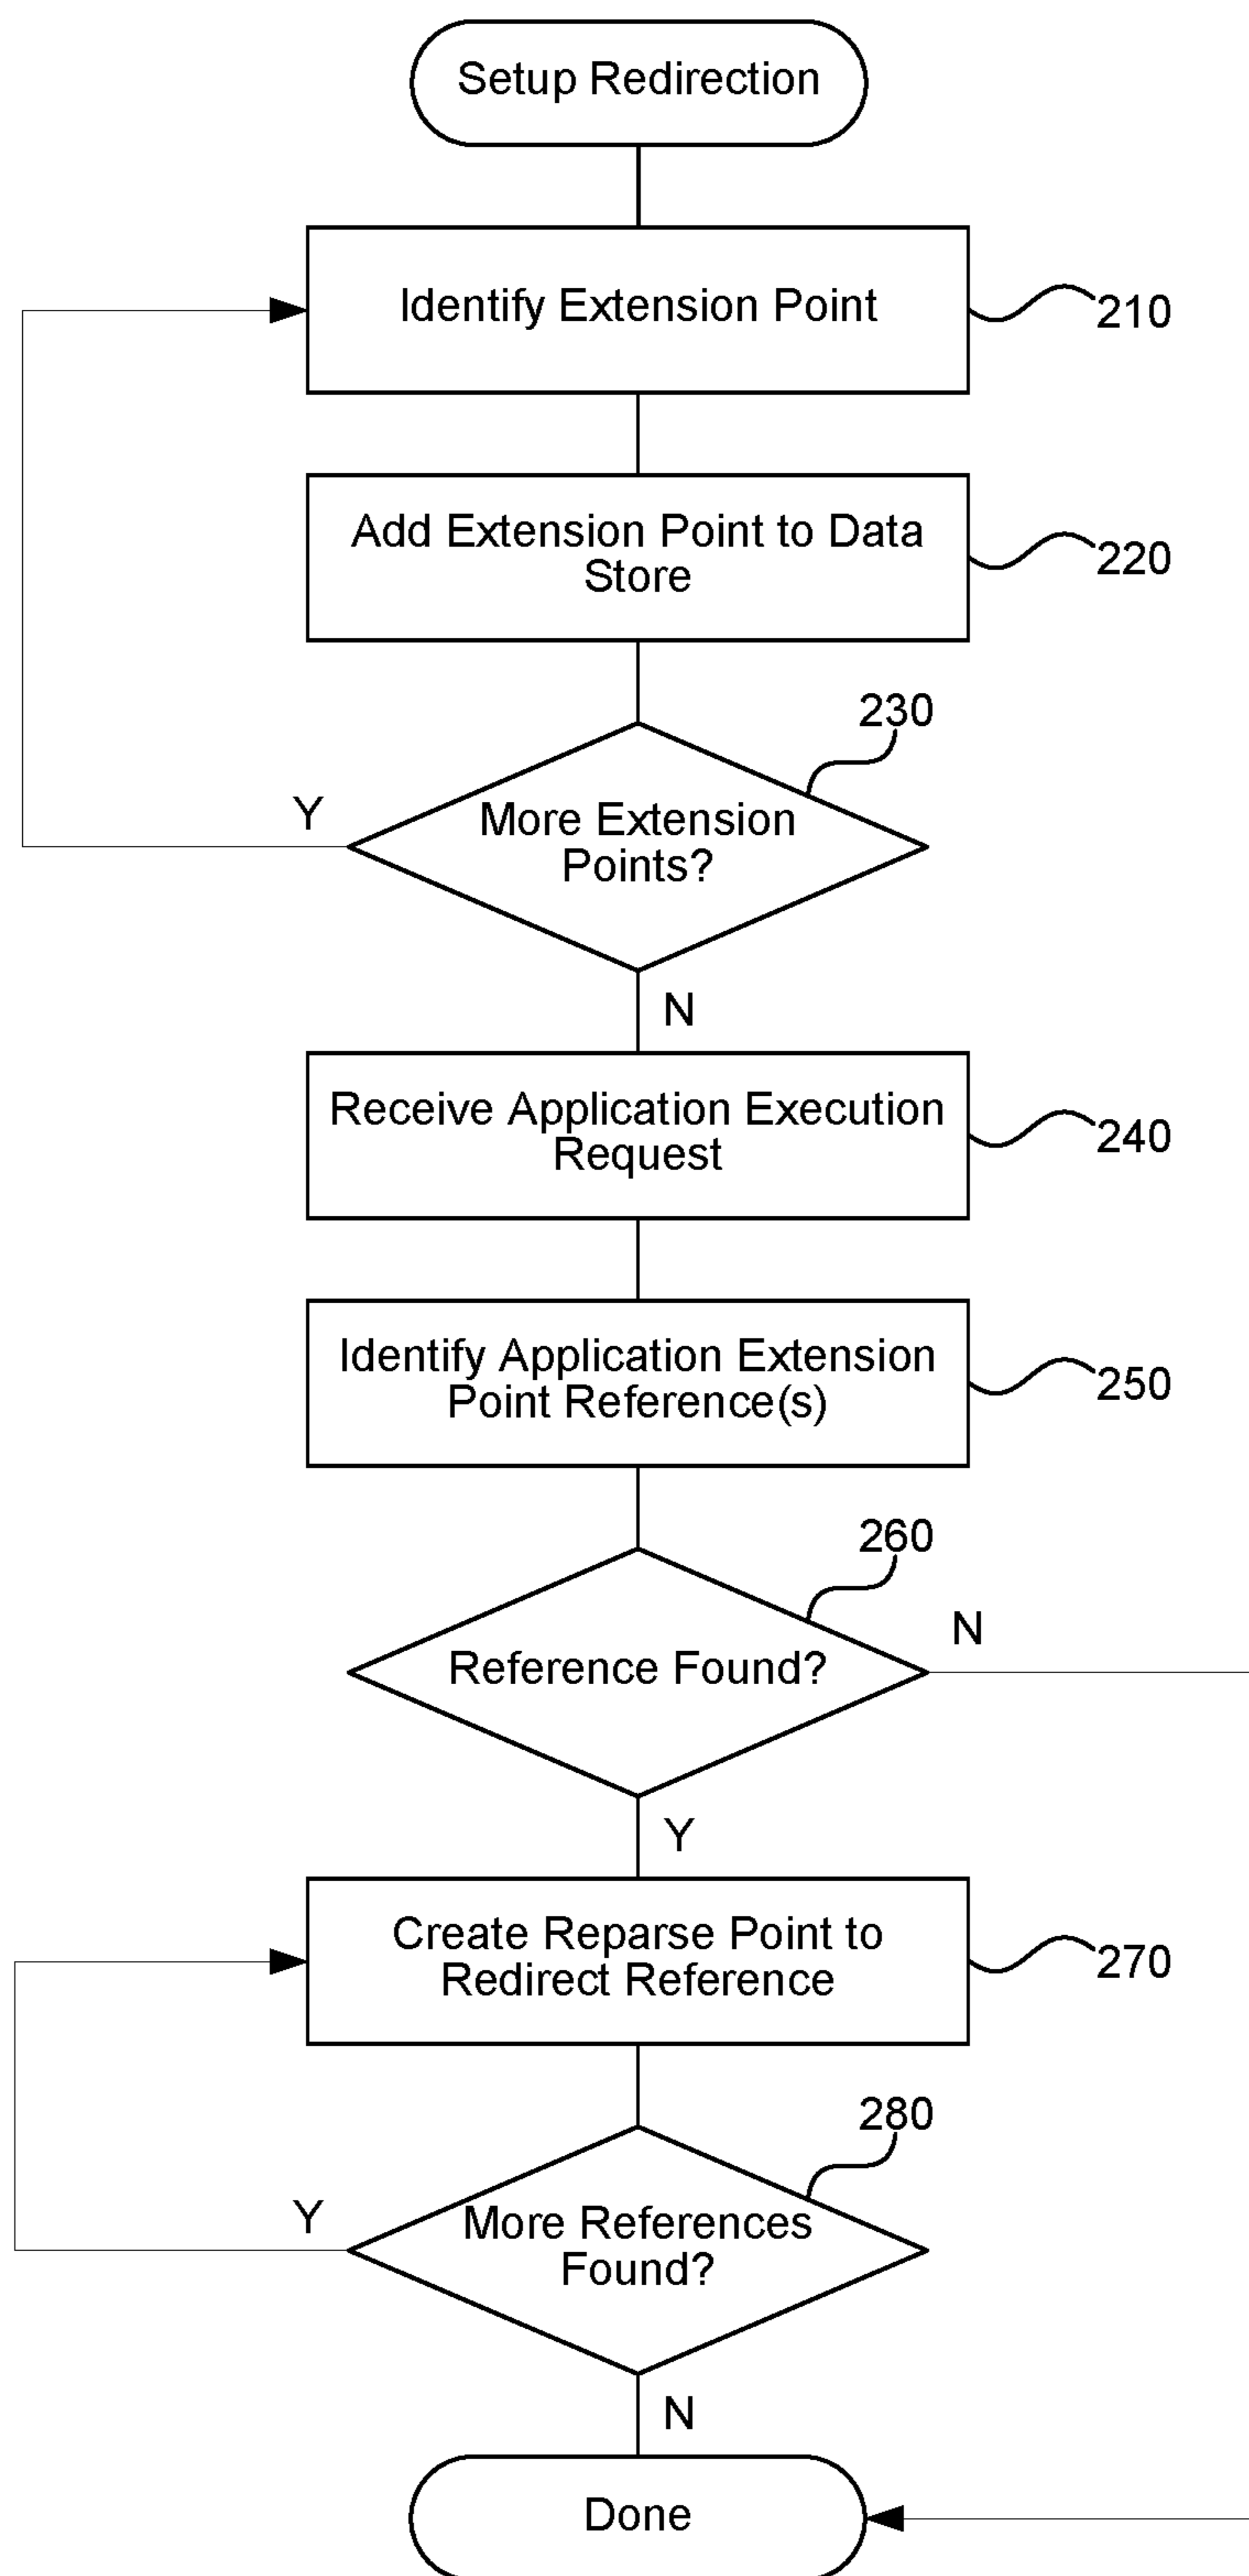 Setup Redirection
Identify Extension Point
210
Add Extension Point to Data
Store
220
230
More Extension
Points?
Y
N
Receive Application Execution
Request
240
Identify Application Extension
Point Reference(s)
250
260
Reference Found?
N
Y
Create Reparse Point to
Redirect Reference
270
280
More References
Found?
Y
N
Done